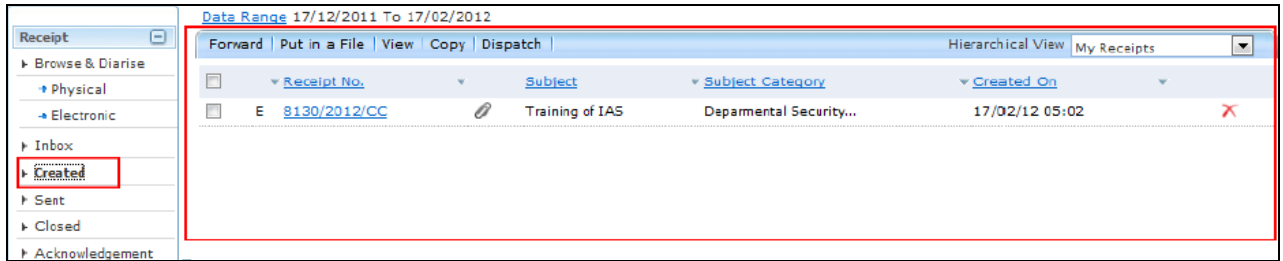 Data Range 17/12/2011 To 17/02/2012
Receipt
Browse & Diarise
Physical
Electronic
Inbox
Created
Sent
Closed
Acknowledgement
Forward | Put in a File | View | Copy | Dispatch |
Hierarchical View My Receipts
Receipt No. Subject Subject Category Created On
E 8130/2012/CC Training of IAS Deparmental Security... 17/02/12 05:02